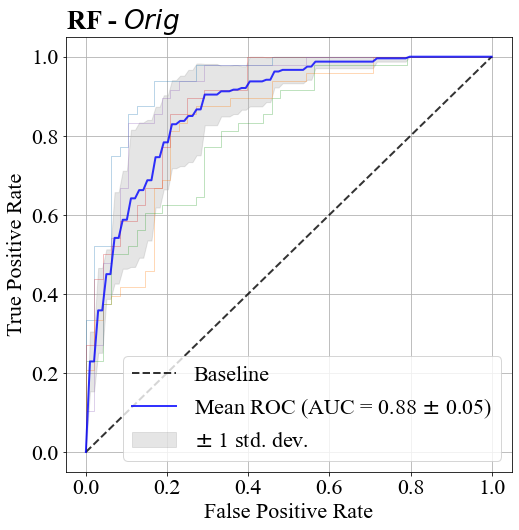 RF - Orig
True Positive Rate
1.0
0.8
0.6
0.4
0.2
0.0
Baseline
Mean ROC (AUC = 0.88 ± 0.05)
± 1 std. dev.
0.0 0.2 0.4 0.6 0.8 1.0
False Positive Rate